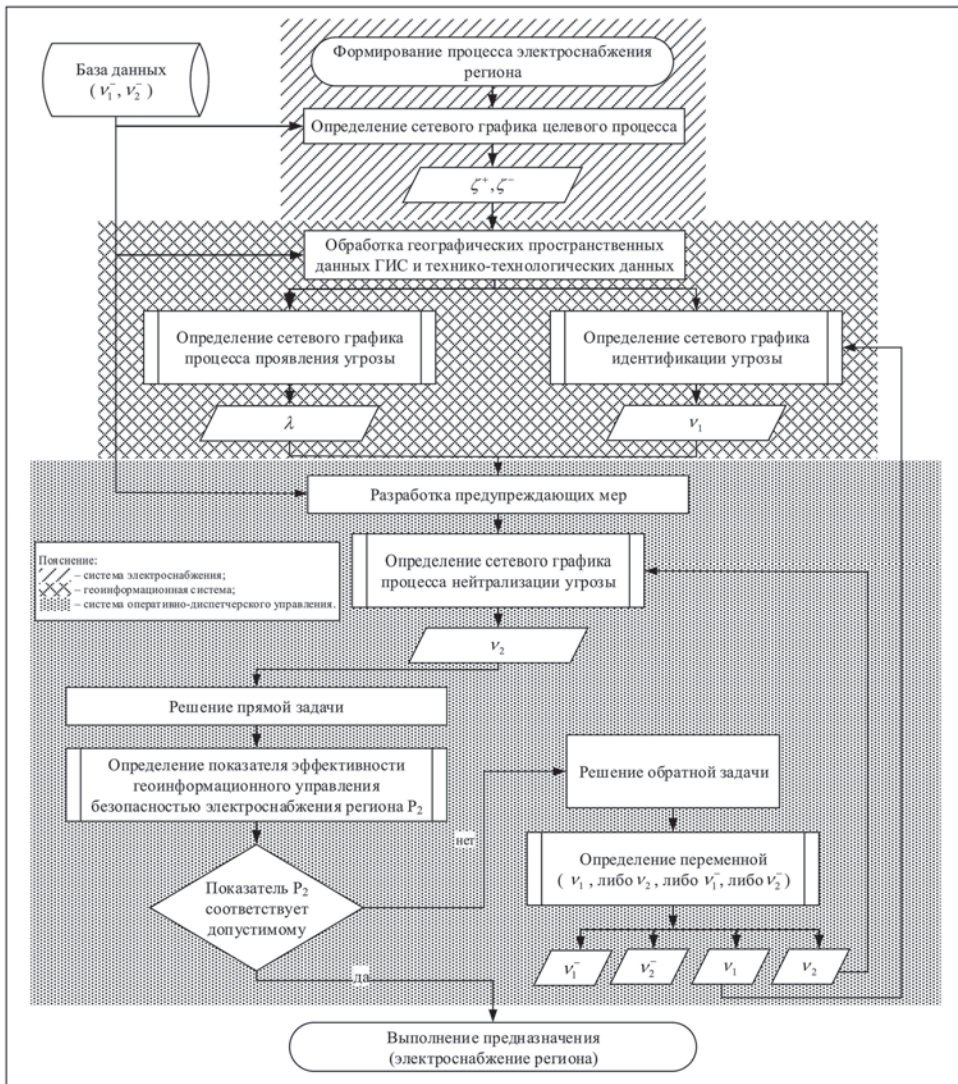 База данных
( ν₁⁻, ν₂⁻ )
Формирование процесса электроснабжения
региона
Определение сетевого графика целевого процесса
ζ⁺, ζ⁻
Обработка географических пространственных
данных ГИС и технико-технологических данных
Определение сетевого графика
процесса проявления угрозы
Определение сетевого графика
идентификации угрозы
λ
ν₁
Разработка предупреждающих мер
Определение сетевого графика
процесса нейтрализации угрозы
Пояснение:
– система электроснабжения;
– геоинформационная система;
– система оперативно-диспетчерского управления.
ν₂
Решение прямой задачи
Определение показателя эффективности
геоинформационного управления
безопасностью электроснабжения региона P₂
Решение обратной задачи
нет
Определение переменной
( ν₁ , либо ν₂ , либо ν₁⁻, либо ν₂⁻)
Показатель P₂
соответствует
допустимому
ν₁⁻
ν₂⁻
ν₁
ν₂
да
Выполнение предназначения
(электроснабжение региона)